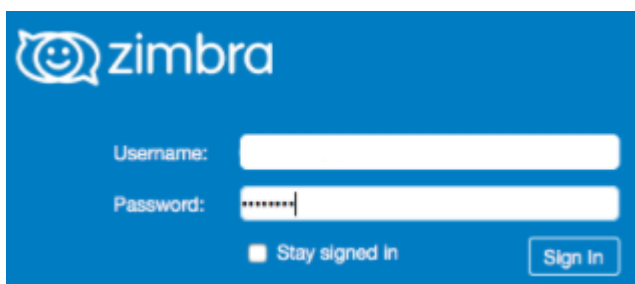 zimbra
Username:
Password: ········
Stay signed in
Sign In